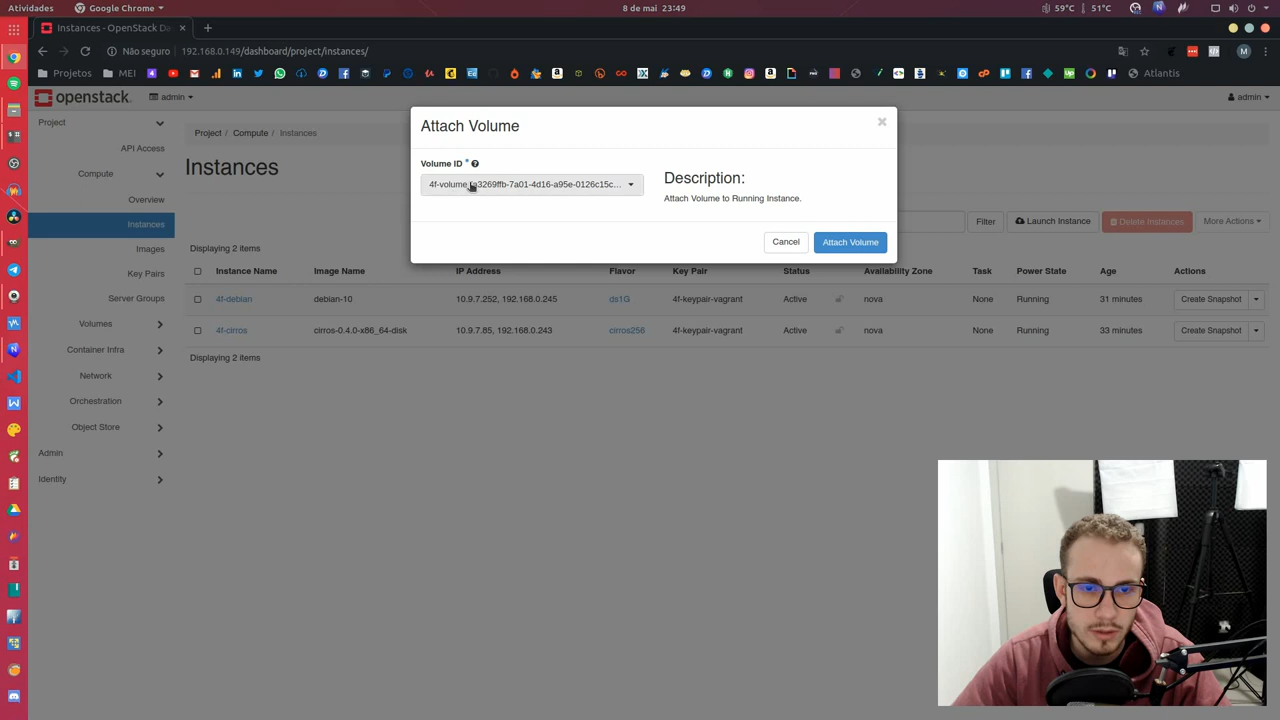 Atividades
Google Chrome
8 de mai 23:49
59°C
51°C
Instances - OpenStack Da
Não seguro
192.168.0.149/dashboard/project/instances/
Projetos
MEI
Atlantis
openstack.
admin
admin
Project
API Access
Compute
Overview
Instances
Images
Key Pairs
Server Groups
Volumes
Container Infra
Network
Orchestration
Object Store
Admin
Identity
Project / Compute / Instances
Instances
Attach Volume
Volume ID *
4f-volume
3269ffb-7a01-4d16-a95e-0126c15c...
Description:
Attach Volume to Running Instance.
Cancel
Attach Volume
Filter
Launch Instance
Delete Instances
More Actions
Displaying 2 items
Instance Name Image Name IP Address Flavor Key Pair Status Availability Zone Task Power State Age Actions
4f-debian debian-10 10.9.7.252, 192.168.0.245 ds1G 4f-keypair-vagrant Active nova None Running 31 minutes Create Snapshot
4f-cirros cirros-0.4.0-x86_64-disk 10.9.7.85, 192.168.0.243 cirros256 4f-keypair-vagrant Active nova None Running 33 minutes Create Snapshot
Displaying 2 items